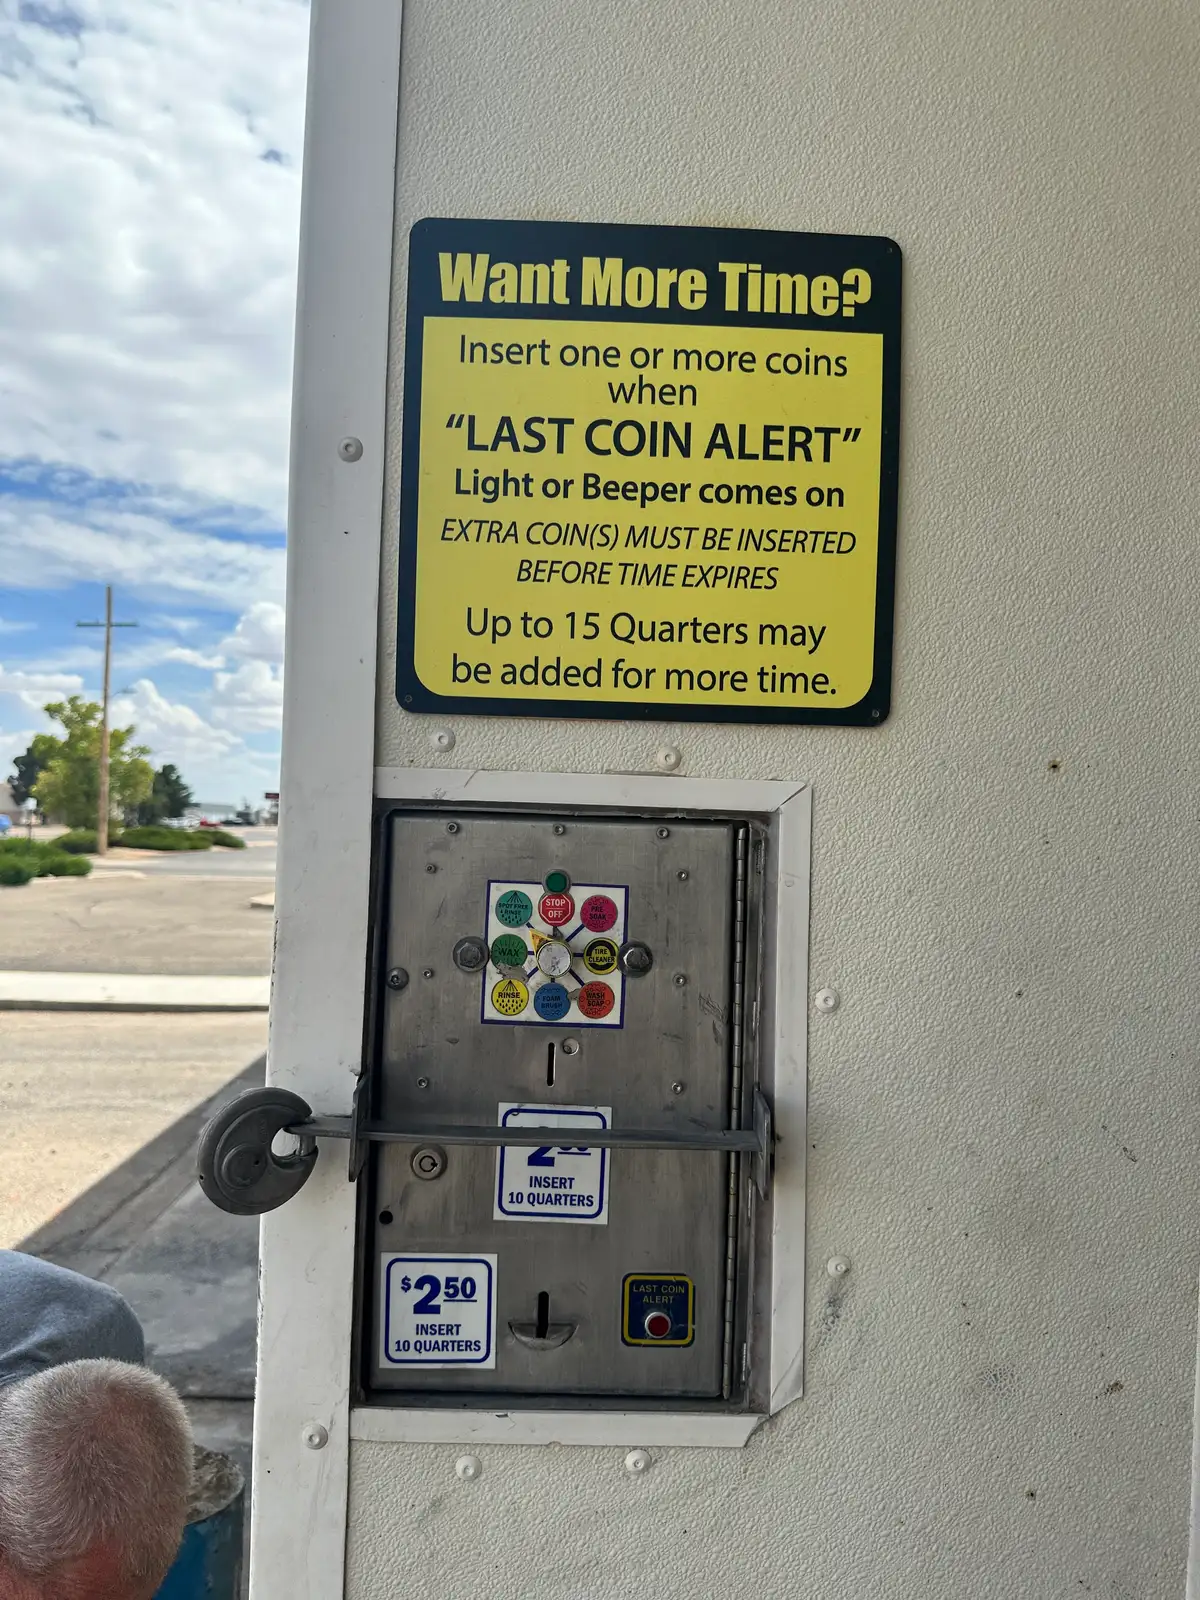 Want More Time?
Insert one or more coins
when
“LAST COIN ALERT”
Light or Beeper comes on
EXTRA COIN(S) MUST BE INSERTED
BEFORE TIME EXPIRES
Up to 15 Quarters may
be added for more time.
SPOT FREE
RINSE
STOP
OFF
PRE
SOAK
WAX
TIRE
CLEANER
RINSE
FOAM
BRUSH
WASH
SOAP
INSERT
10 QUARTERS
$2.50
INSERT
10 QUARTERS
LAST COIN
ALERT